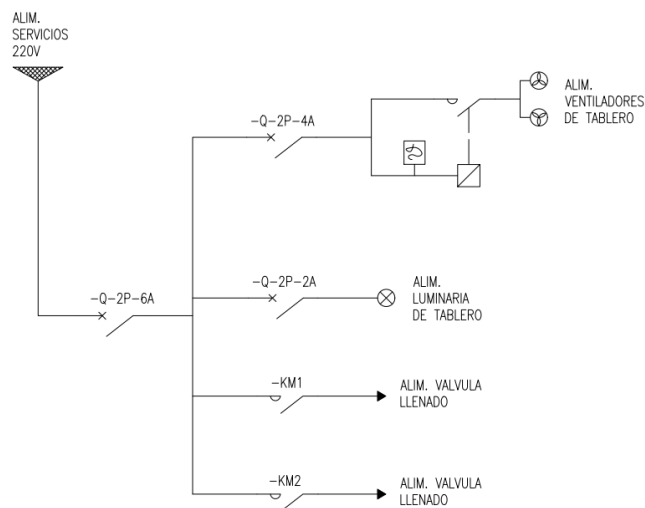 ALIM.
SERVICIOS
220V
-Q-2P-4A
ALIM.
VENTILADORES
DE TABLERO
-Q-2P-6A
-Q-2P-2A
ALIM.
LUMINARIA
DE TABLERO
-KM1
ALIM. VALVULA
LLENADO
-KM2
ALIM. VALVULA
LLENADO